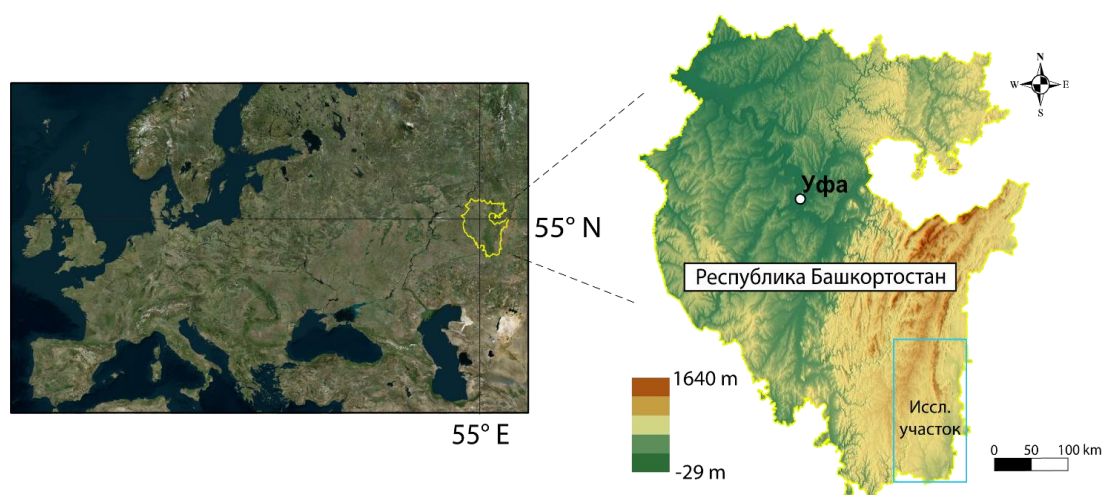 55° N
55° E
N
W E
S
Уфа
Республика Башкортостан
1640 m
-29 m
Иссл.
участок
0 50 100 km